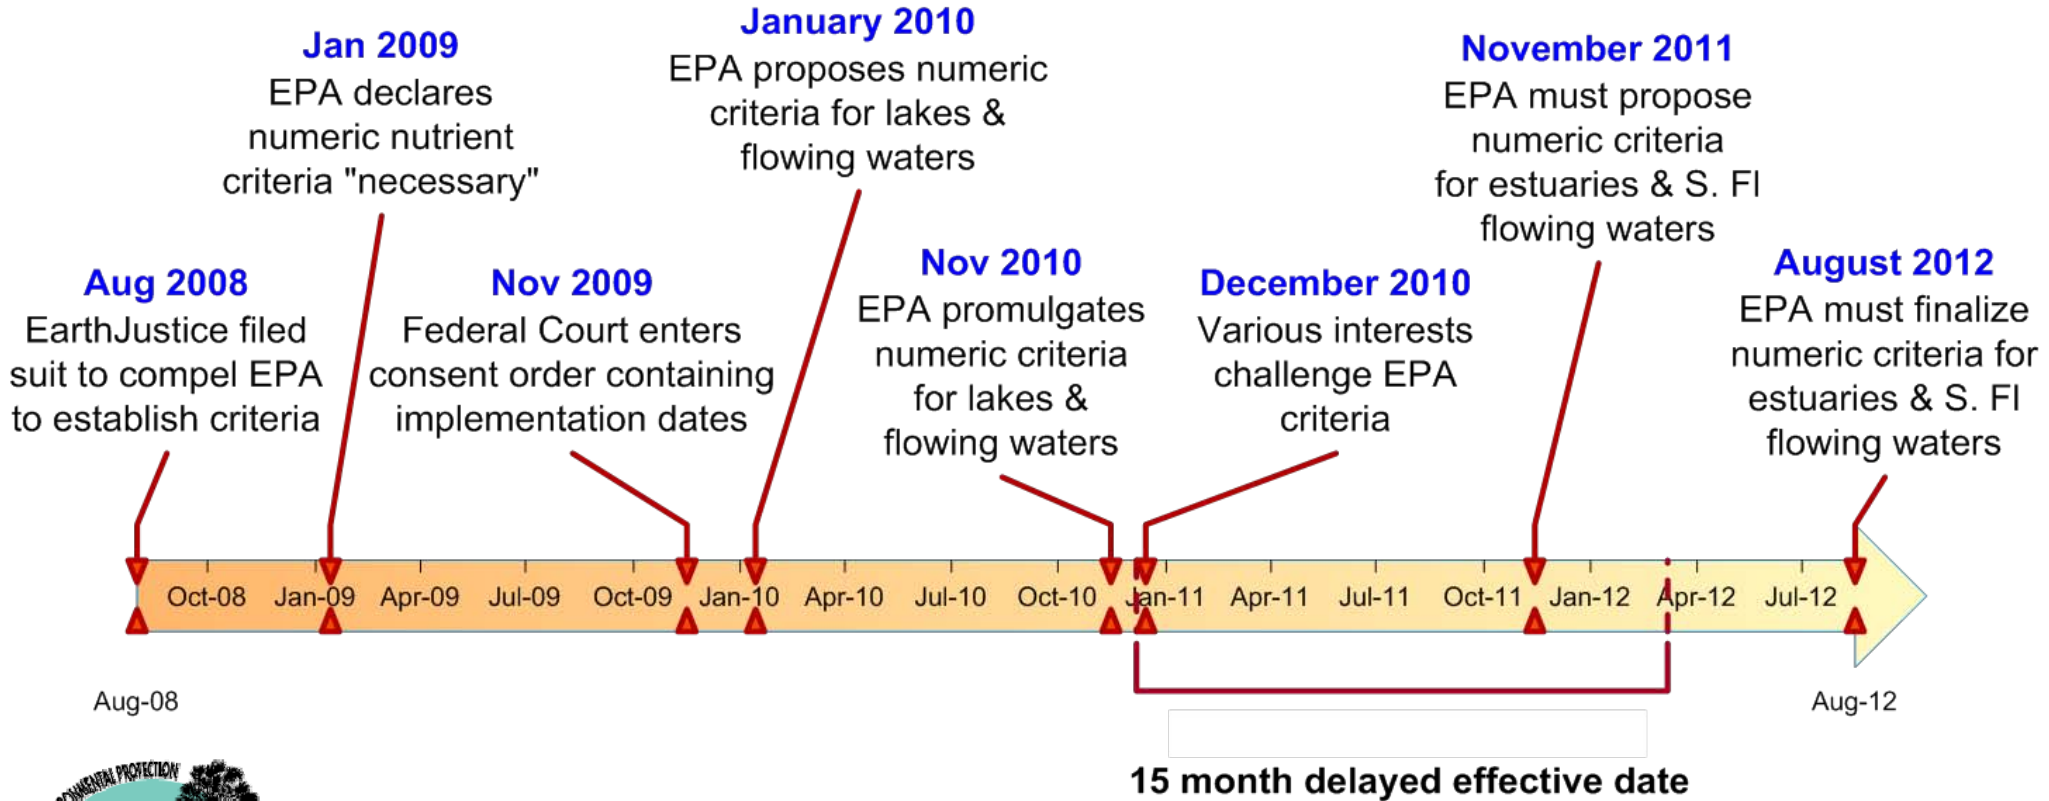 January 2010
EPA proposes numeric
criteria for lakes &
flowing waters
Jan 2009
EPA declares
numeric nutrient
criteria "necessary"
November 2011
EPA must propose
numeric criteria
for estuaries & S. Fl
flowing waters
Aug 2008
EarthJustice filed
suit to compel EPA
to establish criteria
Nov 2009
Federal Court enters
consent order containing
implementation dates
Nov 2010
EPA promulgates
numeric criteria
for lakes &
flowing waters
December 2010
Various interests
challenge EPA
criteria
August 2012
EPA must finalize
numeric criteria for
estuaries & S. Fl
flowing waters
Oct-08 Jan-09 Apr-09 Jul-09 Oct-09 Jan-10 Apr-10 Jul-10 Oct-10 Jan-11 Apr-11 Jul-11 Oct-11 Jan-12 Apr-12 Jul-12
Aug-08
Aug-12
15 month delayed effective date
PROTECTION